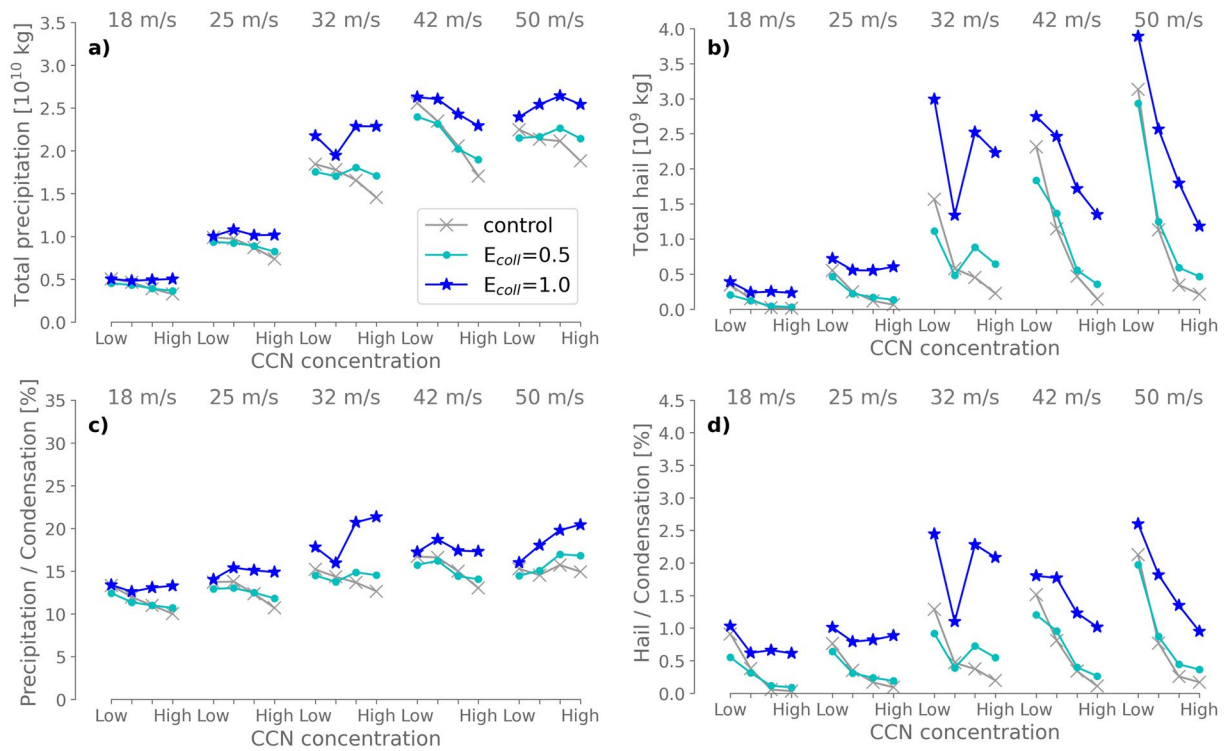 18 m/s 25 m/s 32 m/s 42 m/s 50 m/s
a)
Total precipitation [10^10 kg]
3.5
3.0
2.5
2.0
1.5
1.0
0.5
0.0
control
E_coll=0.5
E_coll=1.0
Low High Low High Low High Low High Low High
CCN concentration
18 m/s 25 m/s 32 m/s 42 m/s 50 m/s
b)
Total hail [10^9 kg]
4.0
3.5
3.0
2.5
2.0
1.5
1.0
0.5
0.0
Low High Low High Low High Low High Low High
CCN concentration
18 m/s 25 m/s 32 m/s 42 m/s 50 m/s
c)
Precipitation / Condensation [%]
35
30
25
20
15
10
5
0
Low High Low High Low High Low High Low High
CCN concentration
18 m/s 25 m/s 32 m/s 42 m/s 50 m/s
d)
Hail / Condensation [%]
4.5
4.0
3.5
3.0
2.5
2.0
1.5
1.0
0.5
0.0
Low High Low High Low High Low High Low High
CCN concentration